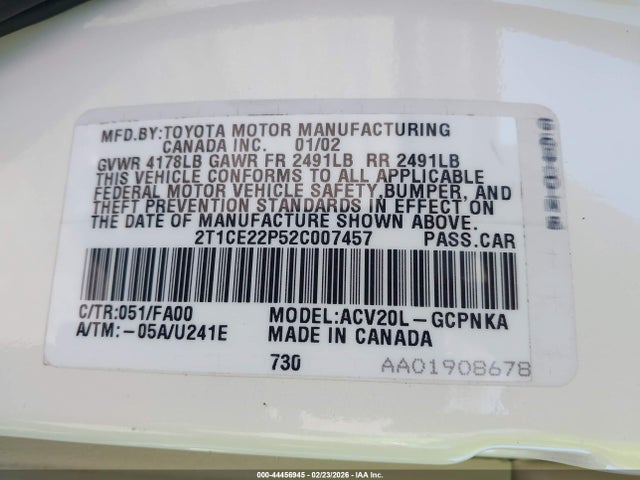 MFD.BY:TOYOTA MOTOR MANUFACTURING
CANADA INC. 01/02
GVWR 4178LB GAWR FR 2491LB RR 2491LB
THIS VEHICLE CONFORMS TO ALL APPLICABLE
FEDERAL MOTOR VEHICLE SAFETY,BUMPER, AND
THEFT PREVENTION STANDARDS IN EFFECT ON
THE DATE OF MANUFACTURE SHOWN ABOVE.
2T1CE22P52C007457 PASS.CAR
C/TR:051/FA00 MODEL:ACV20L-GCPNKA
A/TM:-05A/U241E MADE IN CANADA
730 AA01908678
000-44456945 - 02/23/2026 - IAA Inc.